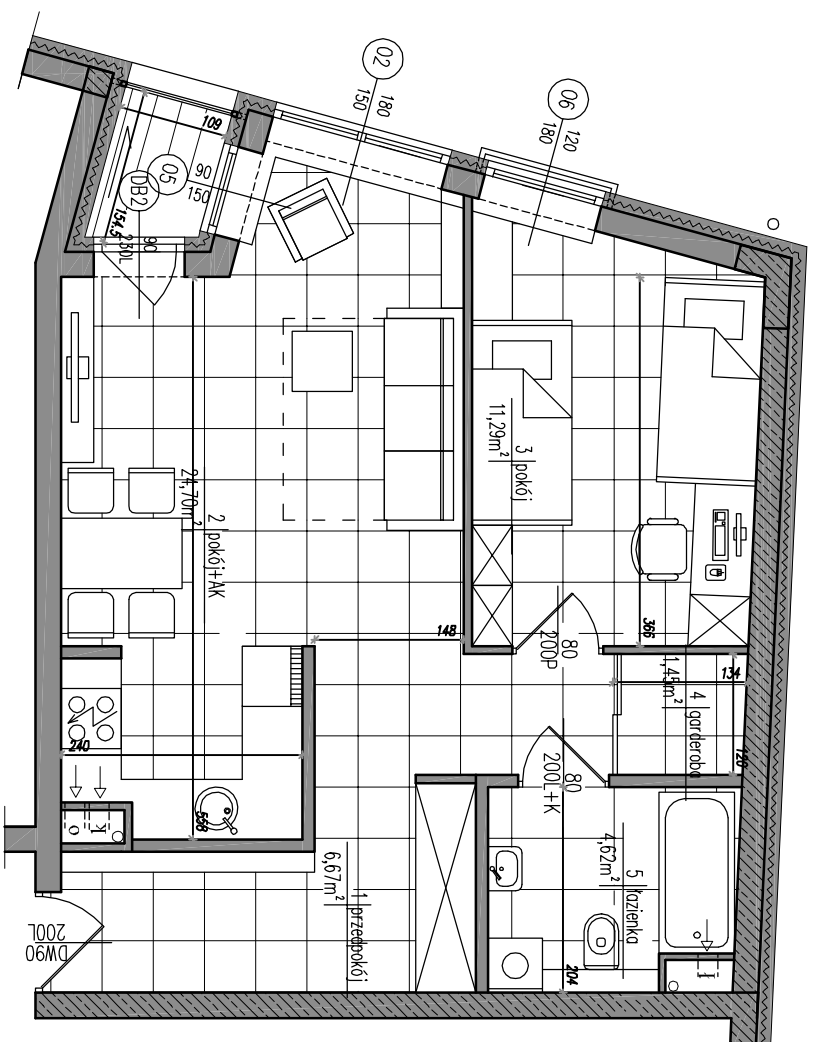 02
180
150
06
120
180
109
05
90
150
DB2
90
230L
154.5
3 pokój
11,29m²
2 pokój+AK
24,70m²
148
366
80
200P
134
4 garderoba
1,45m²
120
240
80
200L+K
o
k
568
5 łazienka
4,62m²
1 przedpokój
6,67m²
204
l
DW90
200L